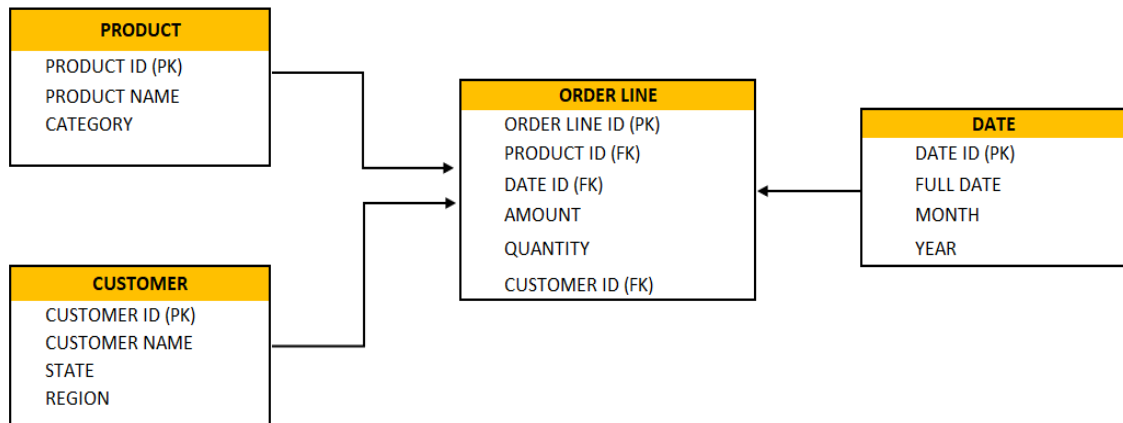 PRODUCT
PRODUCT ID (PK)
PRODUCT NAME
CATEGORY
CUSTOMER
CUSTOMER ID (PK)
CUSTOMER NAME
STATE
REGION
ORDER LINE
ORDER LINE ID (PK)
PRODUCT ID (FK)
DATE ID (FK)
AMOUNT
QUANTITY
CUSTOMER ID (FK)
DATE
DATE ID (PK)
FULL DATE
MONTH
YEAR